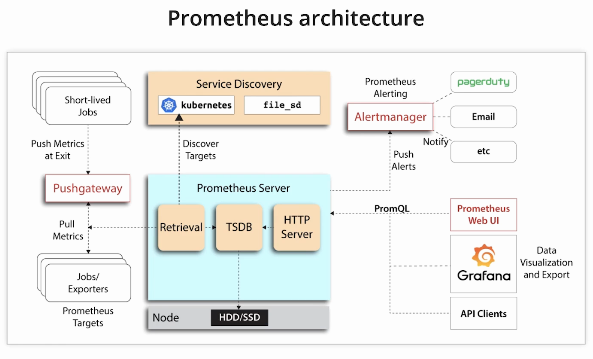 Prometheus architecture
Short-lived
Jobs
Push Metrics
at Exit
Pushgateway
Pull
Metrics
Jobs/
Exporters
Prometheus
Targets
Service Discovery
kubernetes
file_sd
Discover
Targets
Prometheus Server
Retrieval
TSDB
HTTP
Server
Node
HDD/SSD
Prometheus
Alerting
Alertmanager
pagerduty
Email
Notify
etc
Push
Alerts
PromQL
Prometheus
Web UI
Grafana
Data
Visualization
and Export
API Clients